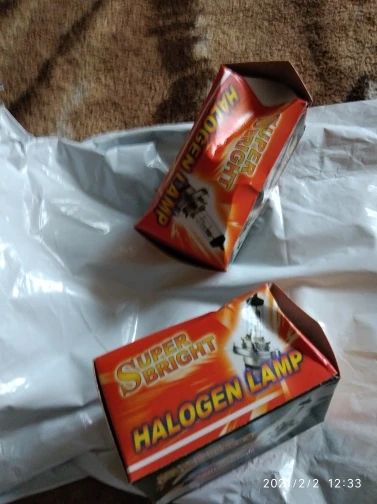 SUPER
BRIGHT
HALOGEN LAMP
SUPER
BRIGHT
HALOGEN LAMP
2021/2/2 12:33